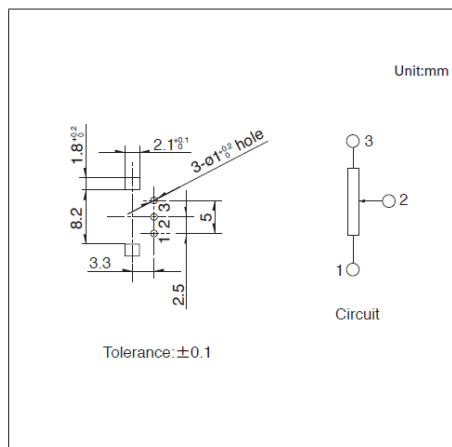 Unit:mm
1.8 +0.2 0
2.1 +0.1 0
3-ø1 +0.2 0 hole
3
8.2
3
2
1
5
2
3.3
2.5
1
Circuit
Tolerance:±0.1